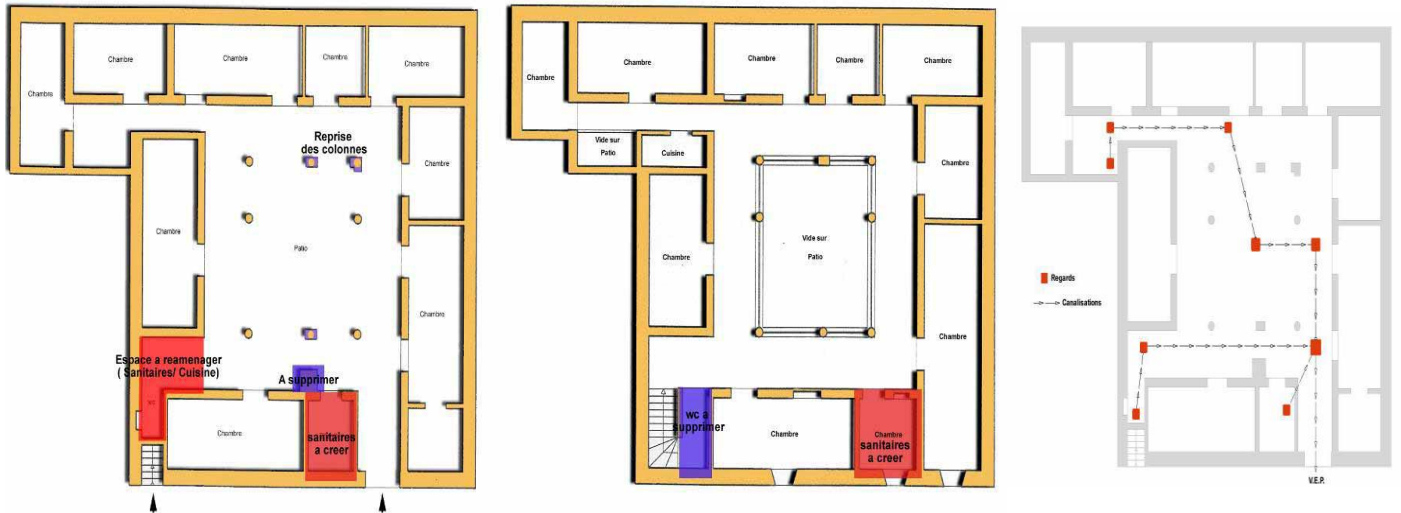 Chambre
Chambre
Chambre
Chambre
Chambre
Reprise
des colonnes
Chambre
Chambre
Patio
Chambre
Espace a reamenager
( Sanitaires/ Cuisine)
A supprimer
Chambre
sanitaires
a creer
Chambre
Chambre
Chambre
Chambre
Chambre
Vide sur
Patio
Cuisine
Chambre
Chambre
Vide sur
Patio
Chambre
wc a
supprimer
Chambre
Chambre
sanitaires
a creer
Regards
Canalisations
V.E.P.